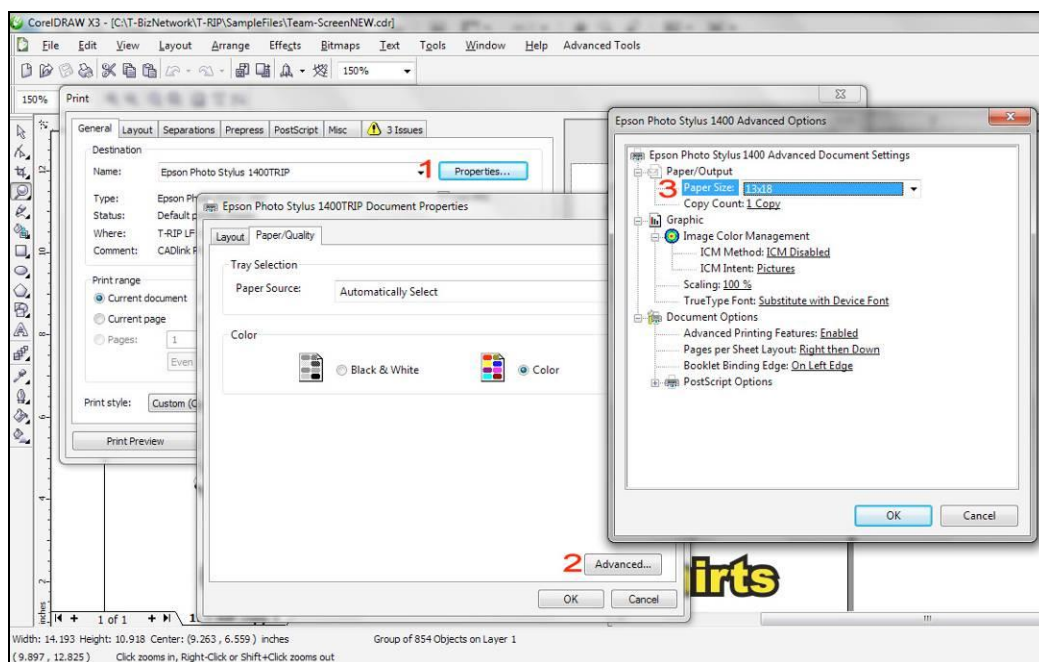 CorelDRAW X3 - [C:\T-BizNetwork\T-RIP\SampleFiles\Team-ScreenNEW.cdr]
File Edit View Layout Arrange Effects Bitmaps Text Tools Window Help Advanced Tools
150%
150%
Print
General Layout Separations Prepress PostScript Misc 3 Issues
Destination
Name: Epson Photo Stylus 1400TRIP 1 Properties...
Type: Epson Ph
Status: Default p
Where: T-RIP LF
Comment: CADlink
Print range
Current document
Current page
Pages: 1
Even
Print style: Custom (C
Print Preview
Epson Photo Stylus 1400TRIP Document Properties
Layout Paper/Quality
Tray Selection
Paper Source: Automatically Select
Color
Black & White Color
2 Advanced...
OK Cancel
Epson Photo Stylus 1400 Advanced Options
Epson Photo Stylus 1400 Advanced Document Settings
Paper/Output
3 Paper Size: 13x18
Copy Count: 1 Copy
Graphic
Image Color Management
ICM Method: ICM Disabled
ICM Intent: Pictures
Scaling: 100 %
TrueType Font: Substitute with Device Font
Document Options
Advanced Printing Features: Enabled
Pages per Sheet Layout: Right then Down
Booklet Binding Edge: On Left Edge
PostScript Options
OK Cancel
irts
inches
1 of 1
Width: 14.193 Height: 10.918 Center: (9.263 , 6.559 ) inches Group of 854 Objects on Layer 1
( 9.897 , 12.825 ) Click zooms in, Right-Click or Shift+Click zooms out